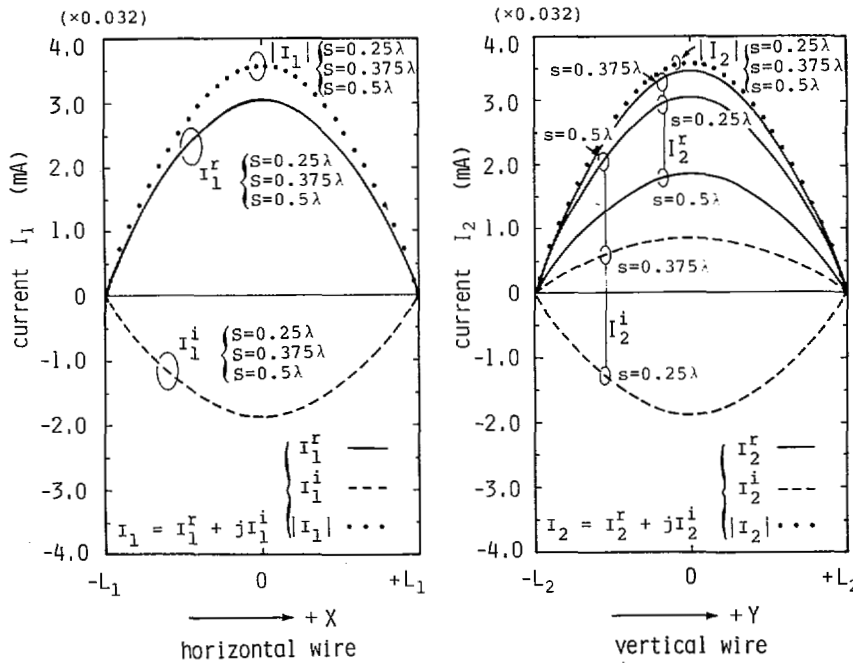 (×0.032)
4.0
3.0
2.0
1.0
0
-1.0
-2.0
-3.0
-4.0
current I₁ (mA)
|I₁| { S=0.25λ
S=0.375λ
S=0.5λ
I₁ʳ { S=0.25λ
S=0.375λ
S=0.5λ
I₁ⁱ { S=0.25λ
S=0.375λ
S=0.5λ
I₁ʳ
I₁ⁱ
I₁ = I₁ʳ + jI₁ⁱ |I₁|
-L₁ 0 +L₁
+X
horizontal wire
(×0.032)
4.0
3.0
2.0
1.0
0
-1.0
-2.0
-3.0
-4.0
current I₂ (mA)
|I₂| { S=0.25λ
S=0.375λ
S=0.5λ
s=0.375λ
s=0.5λ
s=0.25λ
I₂ʳ
s=0.5λ
s=0.375λ
I₂ⁱ
s=0.25λ
I₂ʳ
I₂ⁱ
I₂ = I₂ʳ + jI₂ⁱ |I₂|
-L₂ 0 +L₂
+Y
vertical wire